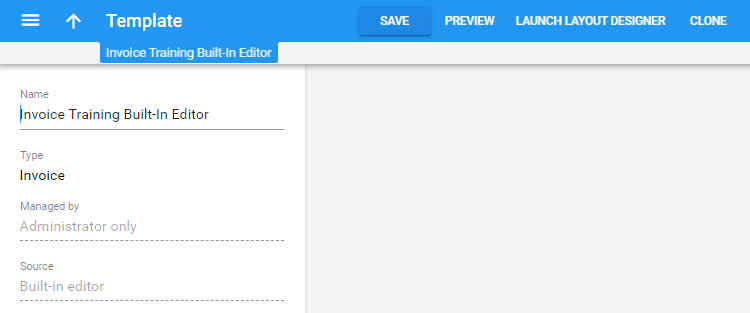 Template
SAVE
PREVIEW
LAUNCH LAYOUT DESIGNER
CLONE
Invoice Training Built-In Editor
Name
Invoice Training Built-In Editor
Type
Invoice
Managed by
Administrator only
Source
Built-in editor